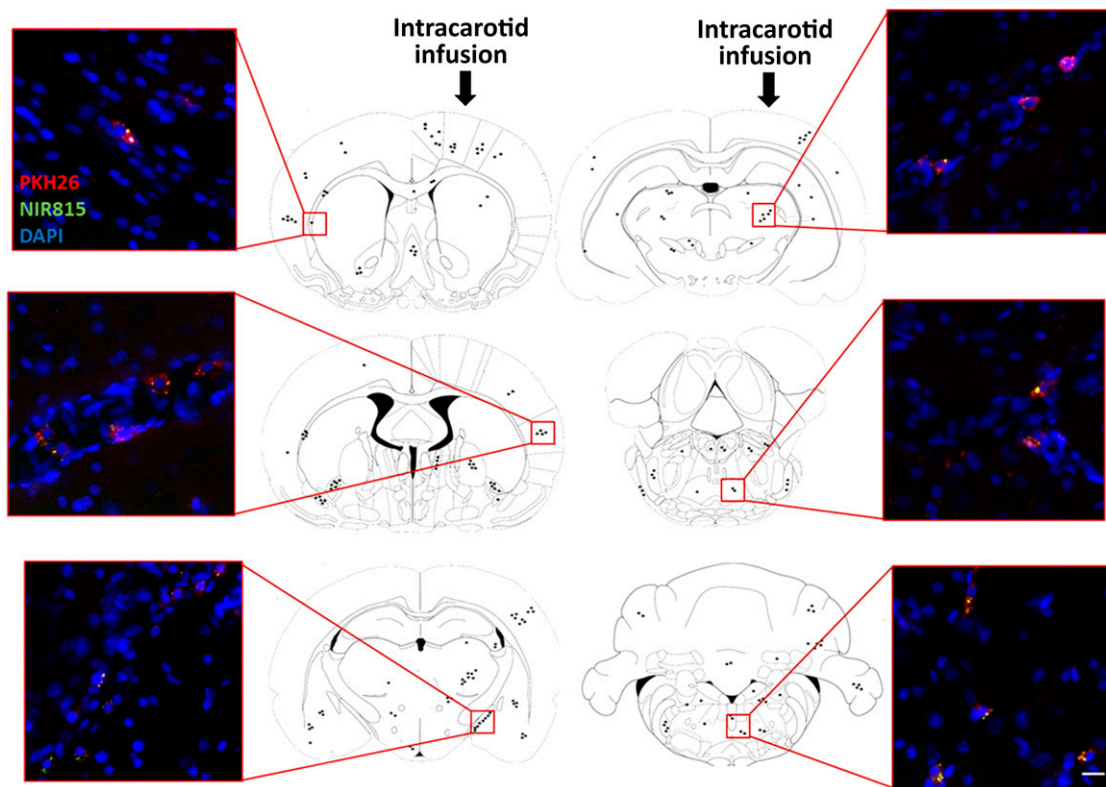 Intracarotid
infusion
Intracarotid
infusion
PKH26
NIR815
DAPI